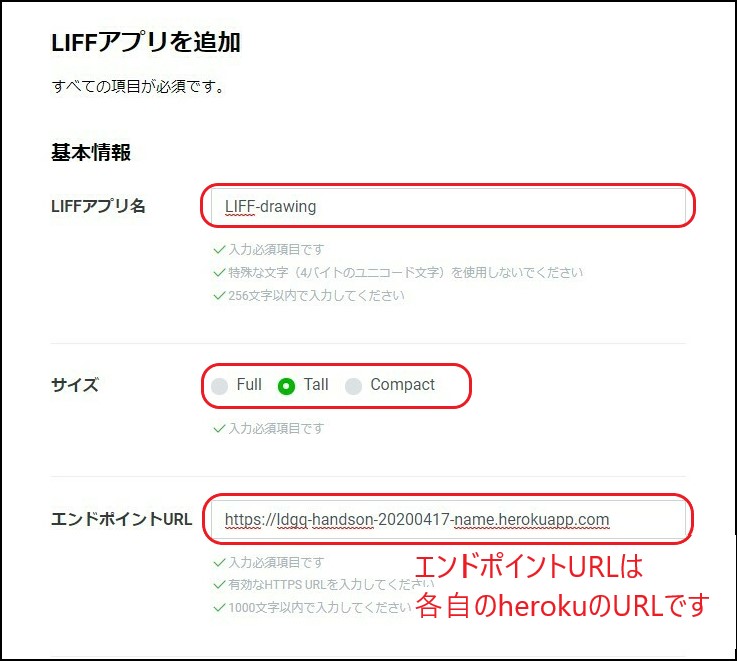 LIFFアプリを追加
すべての項目が必須です。
基本情報
LIFFアプリ名
LIFF-drawing
入力必須項目です
特殊な文字（4バイトのユニコード文字）を使用しないでください
256文字以内で入力してください
サイズ
Full Tall Compact
入力必須項目です
エンドポイントURL
https://ldgq-handson-20200417-name.herokuapp.com
入力必須項目です
有効なHTTPS URLを入力してください
1000文字以内で入力してください
エンドポイントURLは
各自のherokuのURLです